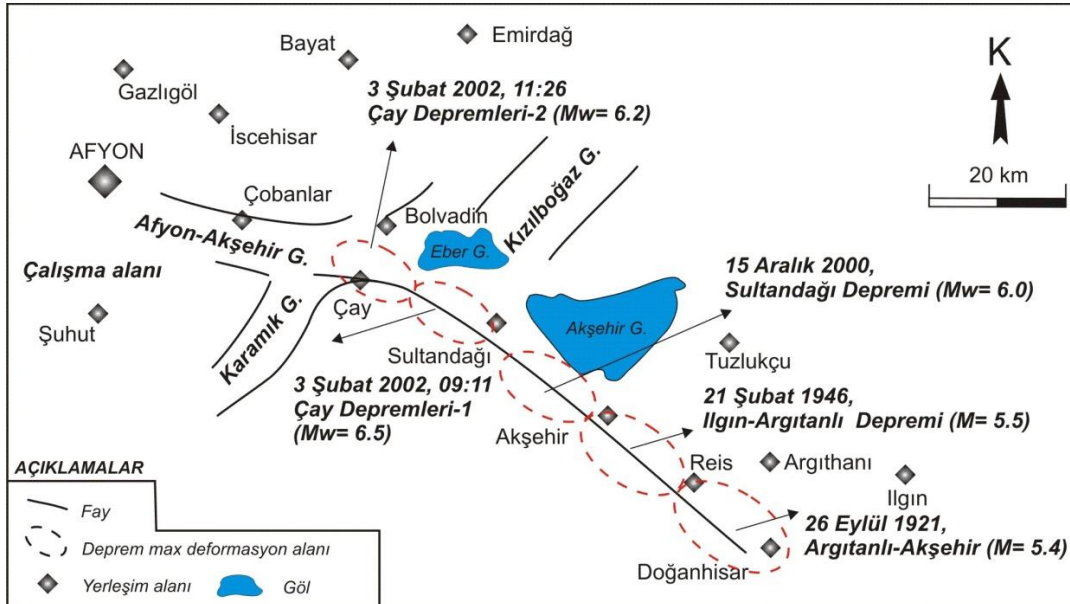 Emirdağ
Bayat
K
Gazlıgöl
3 Şubat 2002, 11:26
Çay Depremleri-2 (Mw= 6.2)
İscehisar
AFYON
20 km
Çobanlar
Bolvadin
Kızılboğaz G.
Afyon-Akşehir G.
Eber G.
Çalışma alanı
15 Aralık 2000,
Sultandağı Depremi (Mw= 6.0)
Karamık G.
Çay
Şuhut
Akşehir G.
Sultandağı
Tuzlukçu
3 Şubat 2002, 09:11
Çay Depremleri-1
(Mw= 6.5)
21 Şubat 1946,
Ilgın-Argıtanlı Depremi (M= 5.5)
Akşehir
Reis
Argıthanı
Ilgın
26 Eylül 1921,
Argıtanlı-Akşehir (M= 5.4)
Doğanhisar
AÇIKLAMALAR
Fay
Deprem max deformasyon alanı
Yerleşim alanı
Göl